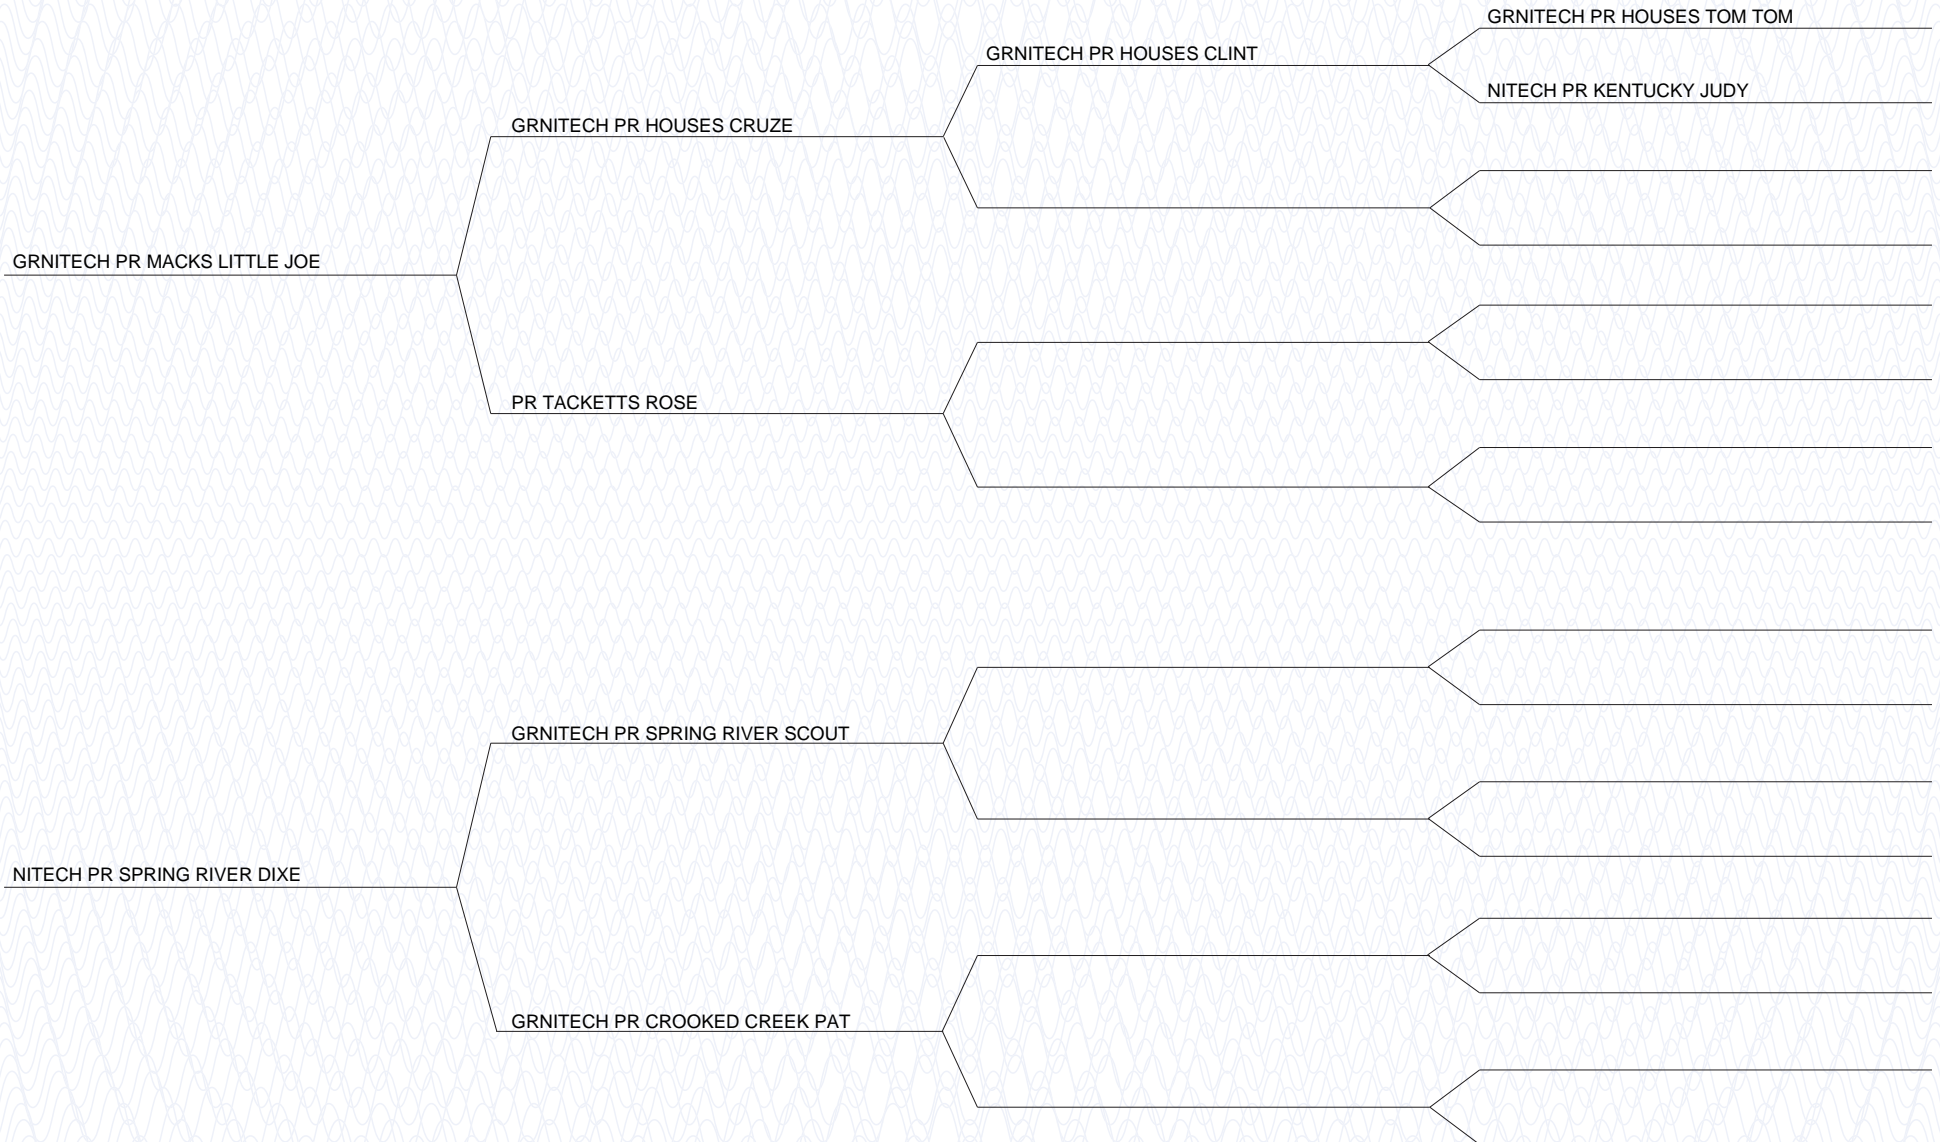 GRNITECH PR HOUSES TOM TOM
GRNITECH PR HOUSES CLINT
NITECH PR KENTUCKY JUDY
GRNITECH PR HOUSES CRUZE
GRNITECH PR MACKS LITTLE JOE
PR TACKETTS ROSE
GRNITECH PR SPRING RIVER SCOUT
NITECH PR SPRING RIVER DIXE
GRNITECH PR CROOKED CREEK PAT